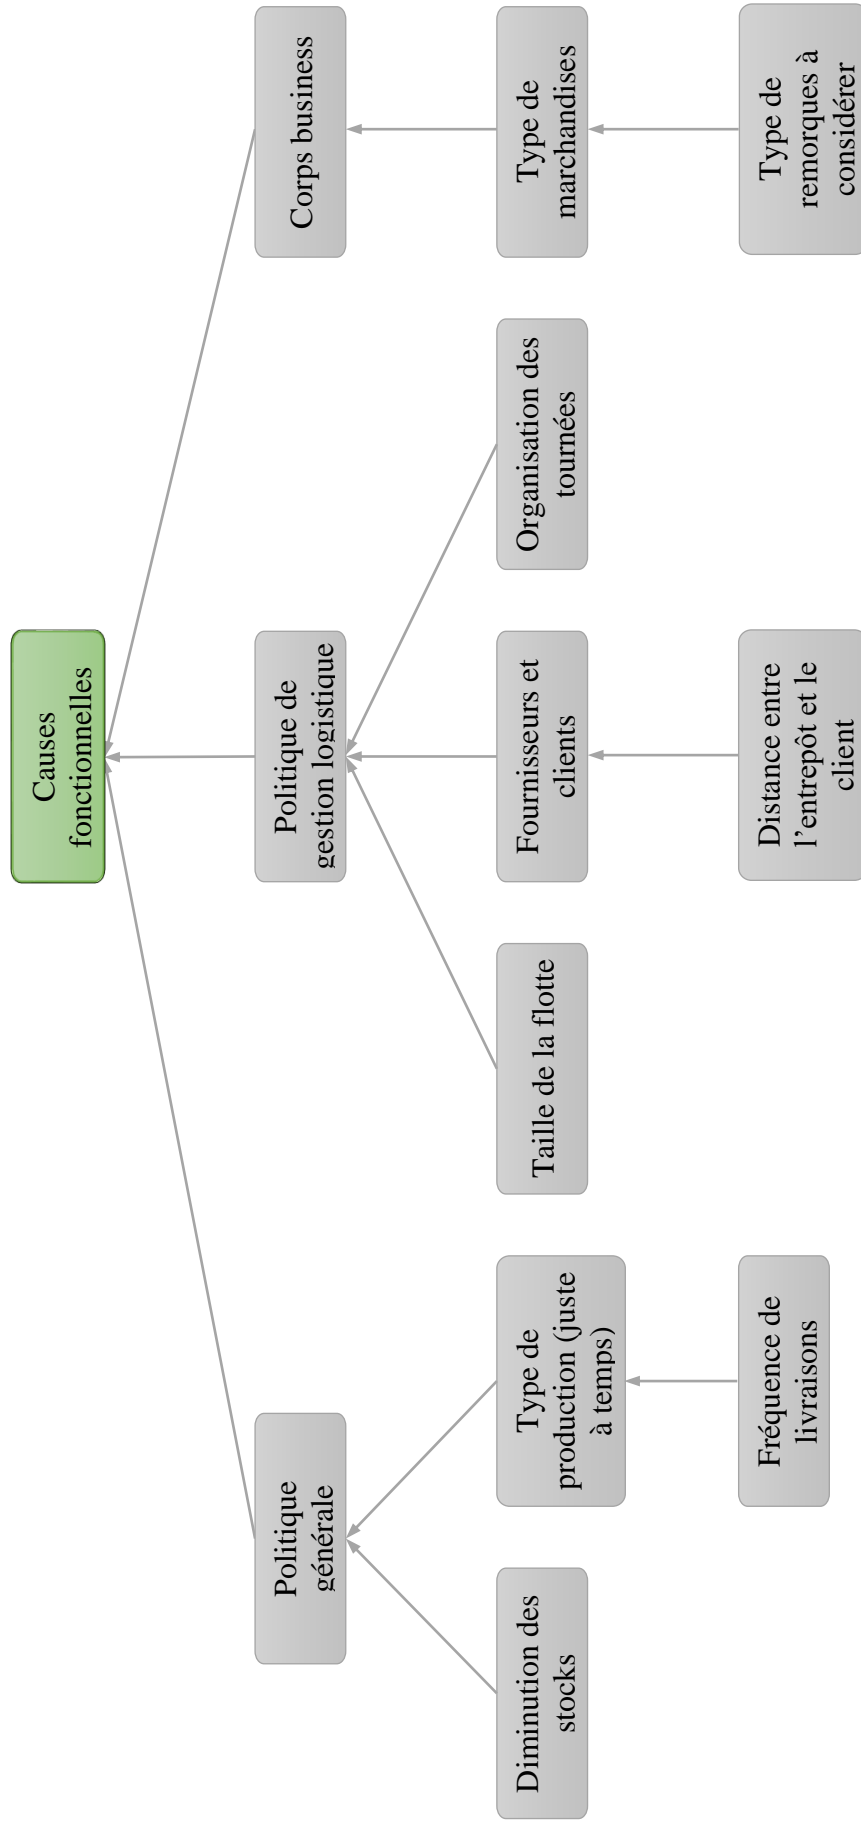 Causes
fonctionnelles
Politique
générale
Politique de
gestion logistique
Corps business
Diminution des
stocks
Type de
production (juste
à temps)
Taille de la flotte
Fournisseurs et
clients
Organisation des
tournées
Type de
marchandises
Fréquence de
livraisons
Distance entre
l’entrepôt et le
client
Type de
remorques à
considérer